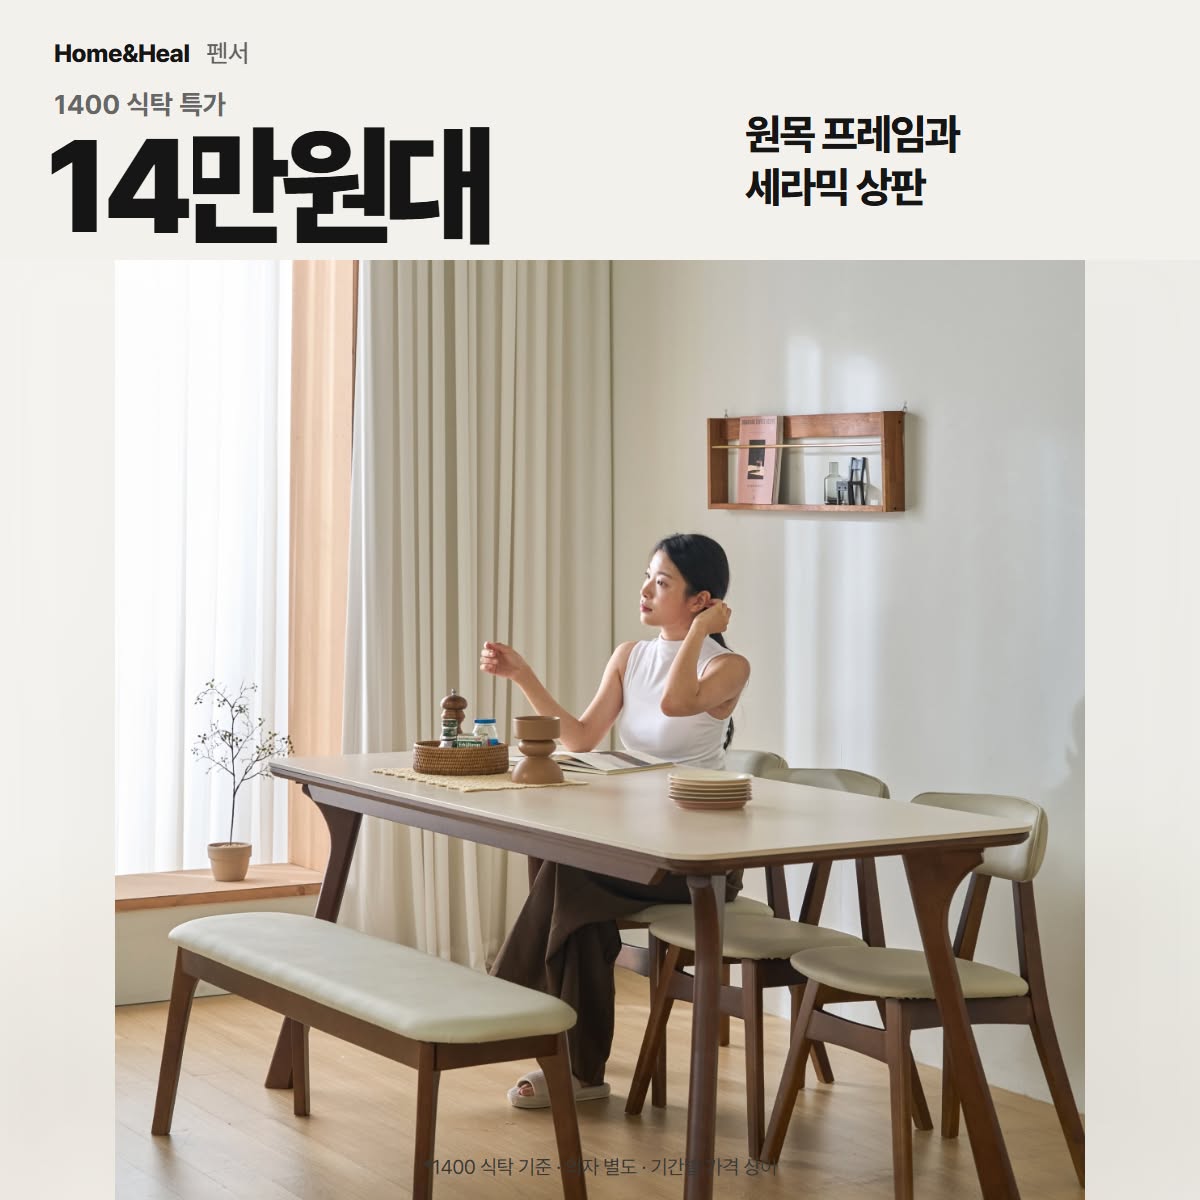 Home&Heal 펜서
1400 식탁 특가
14만원대
원목 프레임과
세라믹 상판
1400 식탁 기준 · 의자 별도 · 기간별 가격 상이